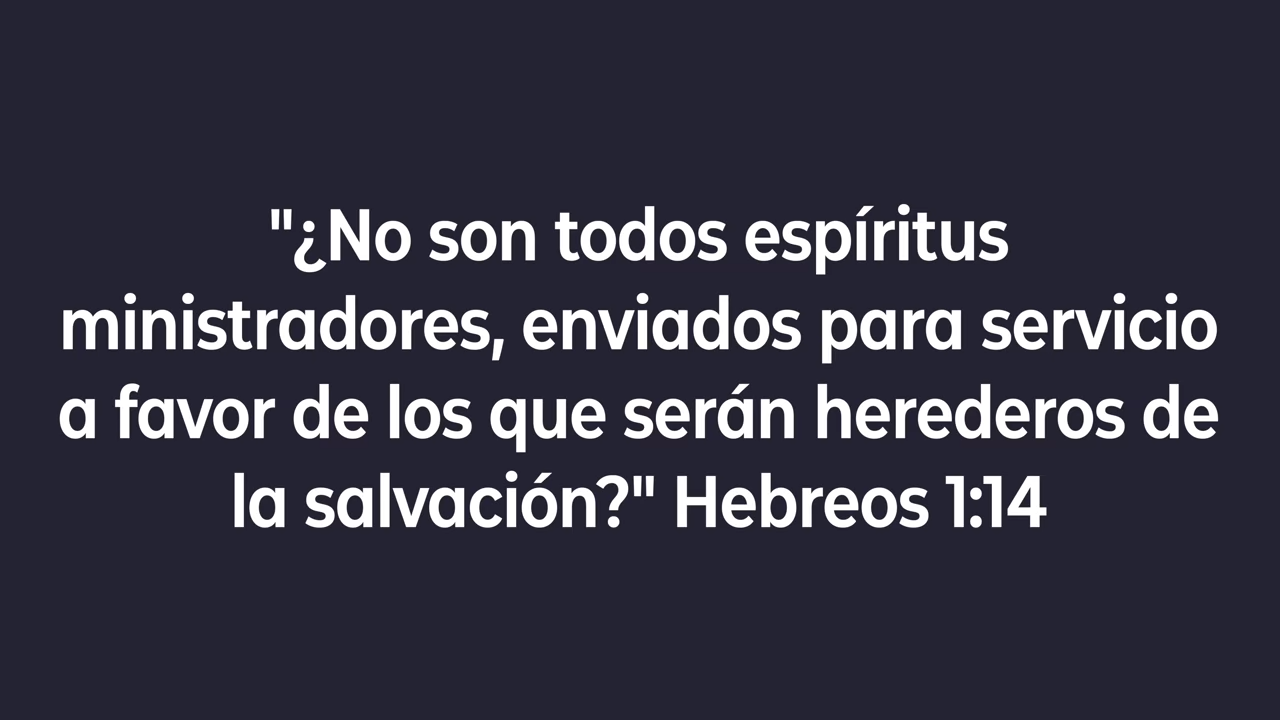 "¿No son todos espíritus
ministradores, enviados para servicio
a favor de los que serán herederos de
la salvación?" Hebreos 1:14